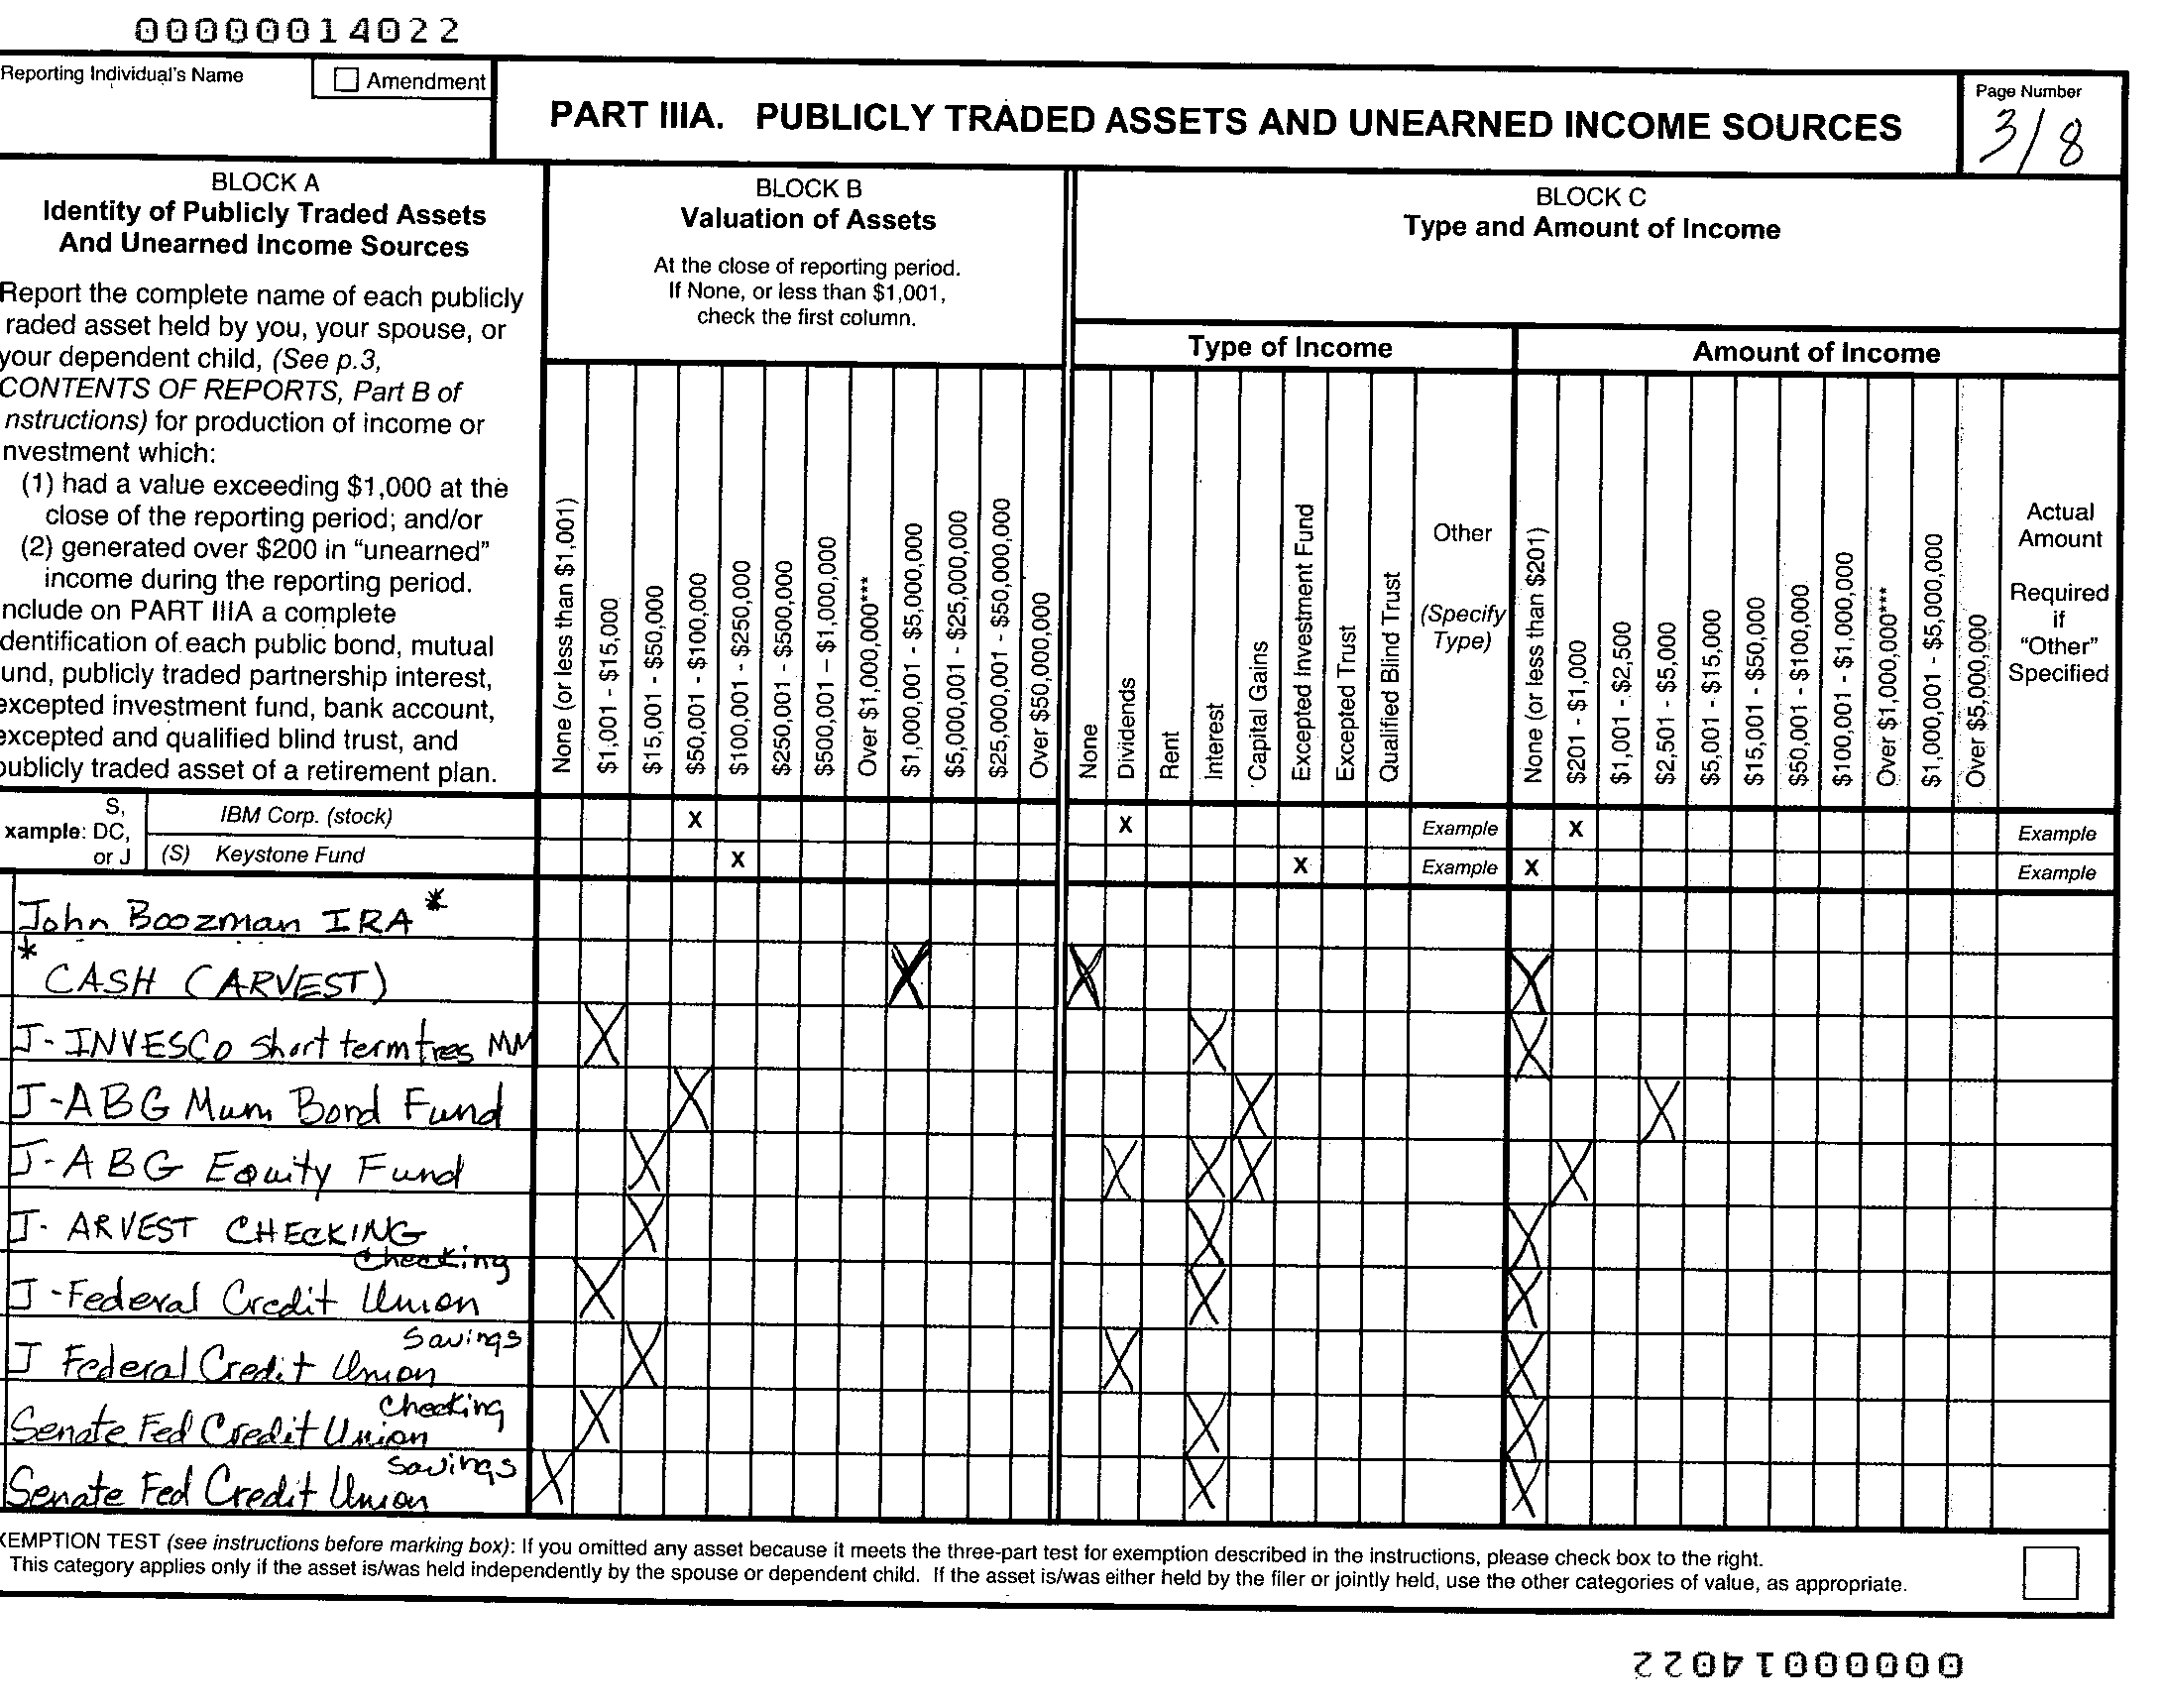 00000014022
Reporting Individual's Name
Amendment
PART IIIA. PUBLICLY TRADED ASSETS AND UNEARNED INCOME SOURCES
Page Number
3/8
BLOCK A
Identity of Publicly Traded Assets
And Unearned Income Sources
Report the complete name of each publicly
raded asset held by you, your spouse, or
your dependent child, (See p.3,
CONTENTS OF REPORTS, Part B of
nstructions) for production of income or
nvestment which:
(1) had a value exceeding $1,000 at the
close of the reporting period; and/or
(2) generated over $200 in “unearned”
income during the reporting period.
nclude on PART IIIA a complete
dentification of each public bond, mutual
und, publicly traded partnership interest,
excepted investment fund, bank account,
excepted and qualified blind trust, and
publicly traded asset of a retirement plan.
BLOCK B
Valuation of Assets
At the close of reporting period.
If None, or less than $1,001,
check the first column.
None (or less than $1,001)
$1,001 - $15,000
$15,001 - $50,000
$50,001 - $100,000
$100,001 - $250,000
$250,001 - $500,000
$500,001 – $1,000,000
Over $1,000,000***
$1,000,001 - $5,000,000
$5,000,001 - $25,000,000
$25,000,001 - $50,000,000
Over $50,000,000
BLOCK C
Type and Amount of Income
Type of Income
None
Dividends
Rent
Interest
Capital Gains
Excepted Investment Fund
Excepted Trust
Qualified Blind Trust
Other
(Specify
Type)
Amount of Income
None (or less than $201)
$201 - $1,000
$1,001 - $2,500
$2,501 - $5,000
$5,001 - $15,000
$15,001 - $50,000
$50,001 - $100,000
$100,001 - $1,000,000
Over $1,000,000***
$1,000,001 - $5,000,000
Over $5,000,000
Actual
Amount
Required
if
“Other”
Specified
xample:
S,
DC,
or J
IBM Corp. (stock) X X Example X Example
(S) Keystone Fund X X Example X Example
John Boozman IRA *
* CASH (ARVEST) X X X
J- INVESCO short term tres MM X X X
J-ABG Muni Bond Fund X X X
J-ABG Equity Fund X X X X X
J- ARVEST CHECKING X X X
Checking
J-Federal Credit Union X X X
Savings
J Federal Credit Union X X X
Checking
Senate Fed Credit Union X X X
Savings
Senate Fed Credit Union X X X
XEMPTION TEST (see instructions before marking box): If you omitted any asset because it meets the three-part test for exemption described in the instructions, please check box to the right.
This category applies only if the asset is/was held independently by the spouse or dependent child. If the asset is/was either held by the filer or jointly held, use the other categories of value, as appropriate.
00000014022